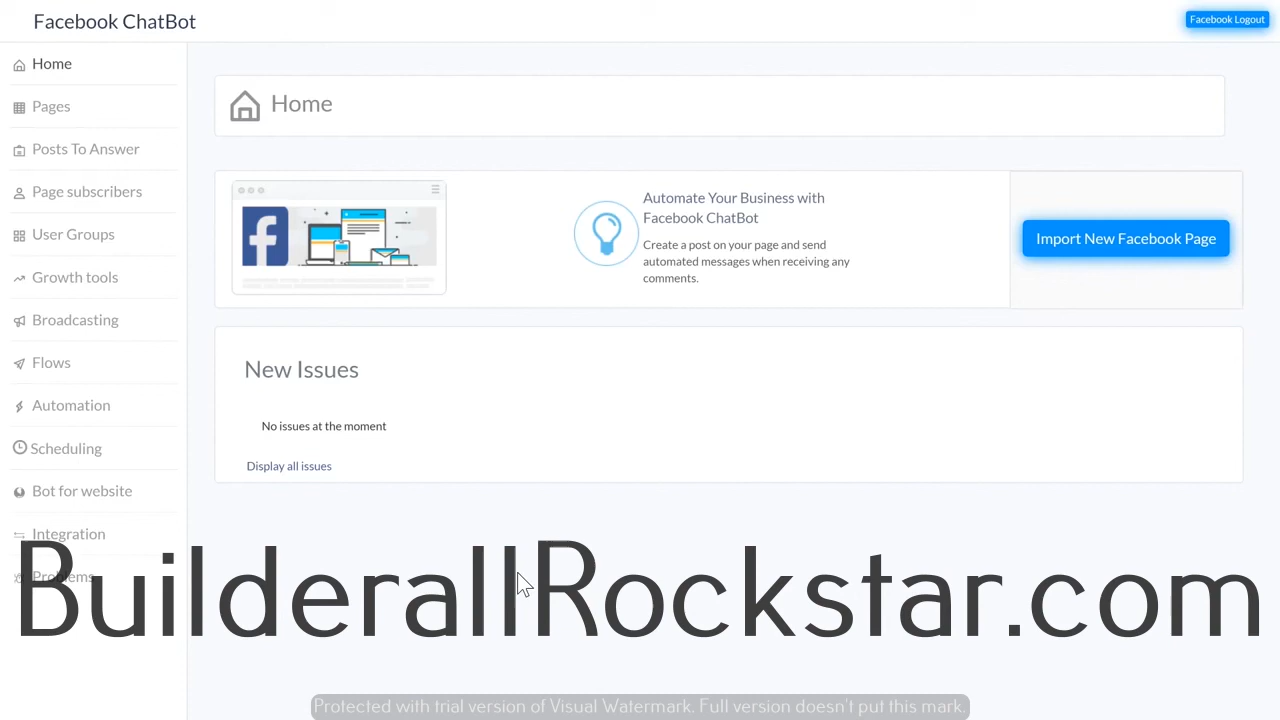 Facebook ChatBot
Facebook Logout
Home
Pages
Posts To Answer
Page subscribers
User Groups
Growth tools
Broadcasting
Flows
Automation
Scheduling
Bot for website
Integration
Problems
Home
Automate Your Business with
Facebook ChatBot
Create a post on your page and send
automated messages when receiving any
comments.
Import New Facebook Page
New Issues
No issues at the moment
Display all issues
BuilderallRockstar.com
Protected with trial version of Visual Watermark. Full version doesn't put this mark.